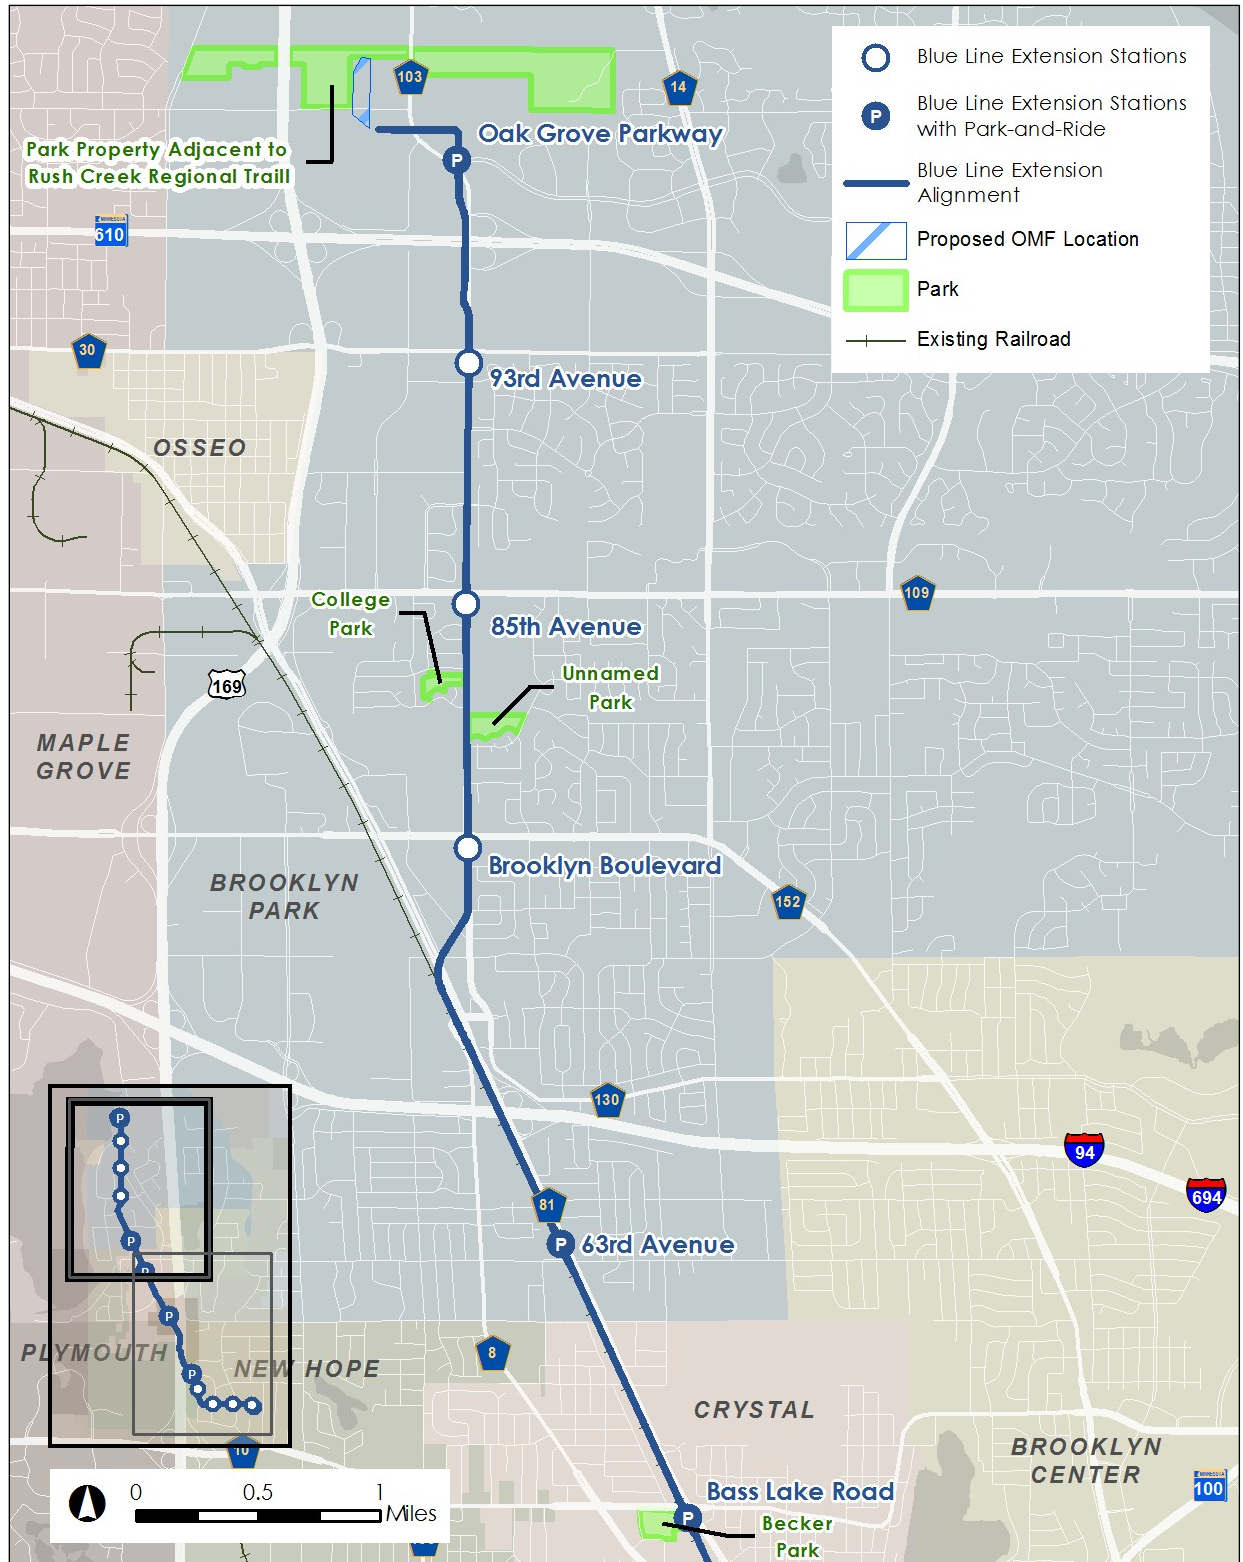 Blue Line Extension Stations
Blue Line Extension Stations
with Park-and-Ride
P
Blue Line Extension
Alignment
Proposed OMF Location
Park
Existing Railroad
103
14
Oak Grove Parkway
P
Park Property Adjacent to
Rush Creek Regional Traill
MINNESOTA
610
30
93rd Avenue
OSSEO
College
Park
85th Avenue
109
Unnamed
Park
169
MAPLE
GROVE
Brooklyn Boulevard
BROOKLYN
PARK
152
130
94
694
81
P
63rd Avenue
P
P
P
P
P
8
PLYMOUTH
NEW HOPE
CRYSTAL
BROOKLYN
CENTER
10
MINNESOTA
100
Bass Lake Road
P
Becker
Park
0
0.5
1
Miles